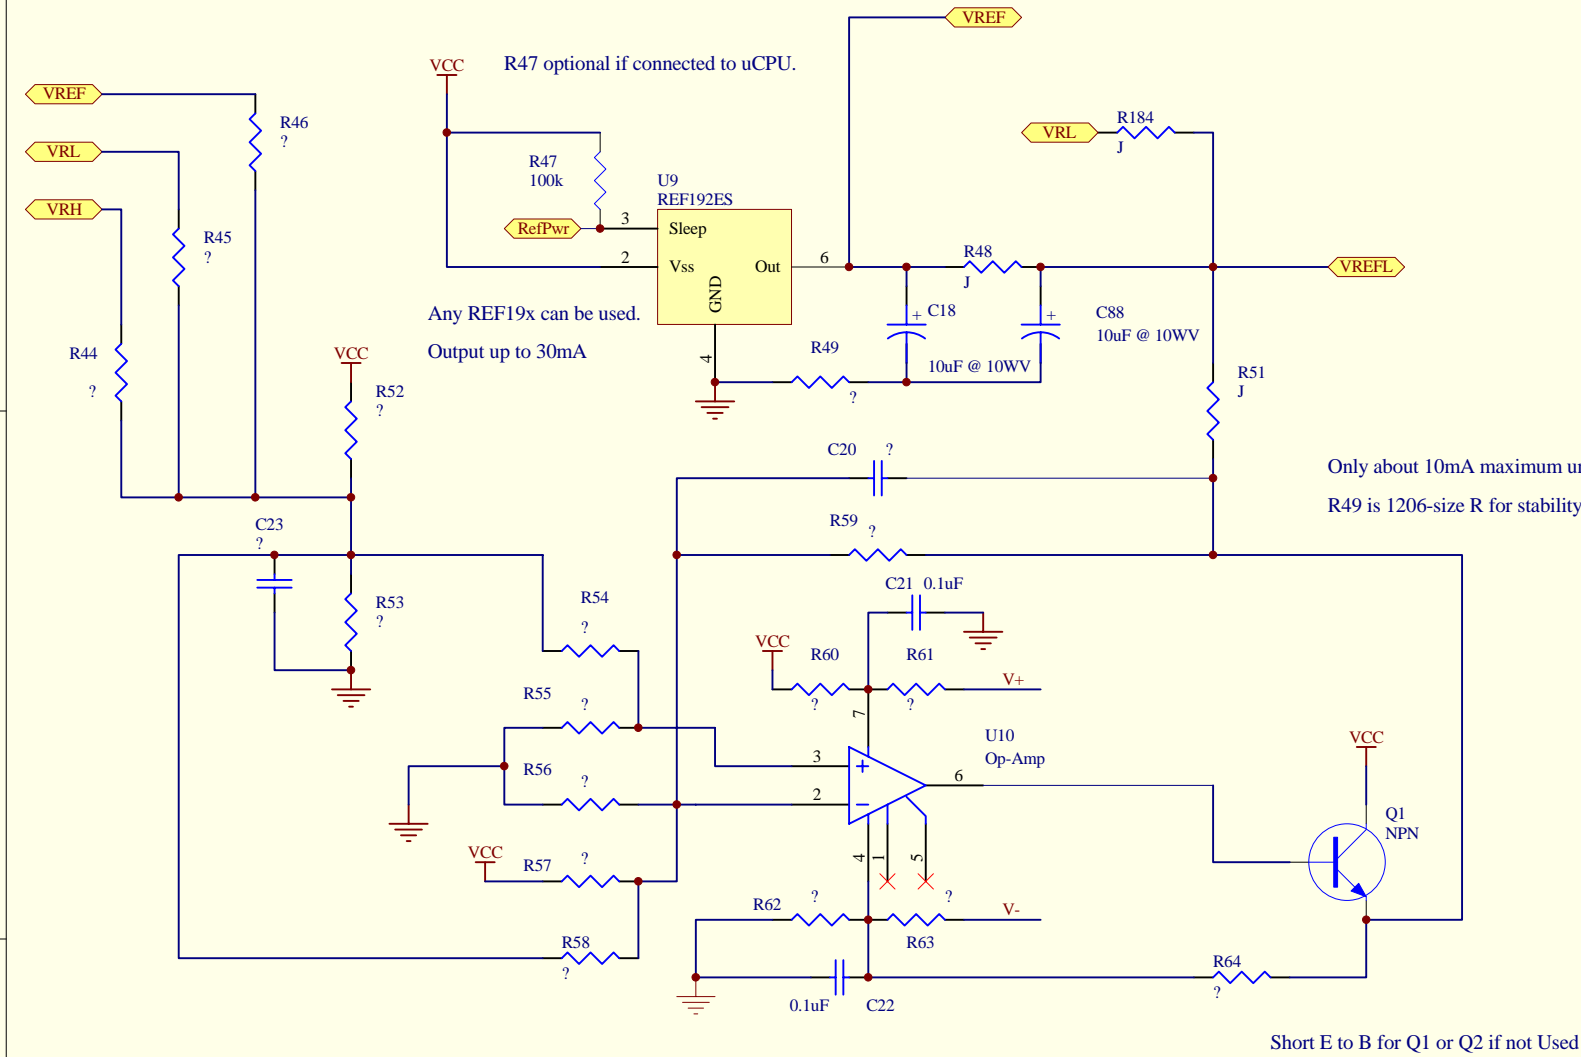 VREF
VCC
R47 optional if connected to uCPU.
VREF
R46
?
VRL
R184
J
VRL
R47
100k
U9
REF192ES
VRH
RefPwr
3
Sleep
R45
?
2
Vss
Out
6
GND
4
R48
J
VREFL
Any REF19x can be used.
Output up to 30mA
+
C18
10uF @ 10WV
+
C88
10uF @ 10WV
R44
?
VCC
R52
?
R49
?
R51
J
C20
?
Only about 10mA maximum
R49 is 1206-size R for stability
C23
?
R59
?
R53
?
R54
?
C21
0.1uF
VCC
R60
?
R61
?
V+
R55
?
7
U10
Op-Amp
3
+
2
−
6
R56
?
VCC
Q1
NPN
4
1
5
VCC
R57
?
R62
?
?
V-
R63
R58
?
R64
?
0.1uF
C22
Short E to B for Q1 or Q2 if not Used